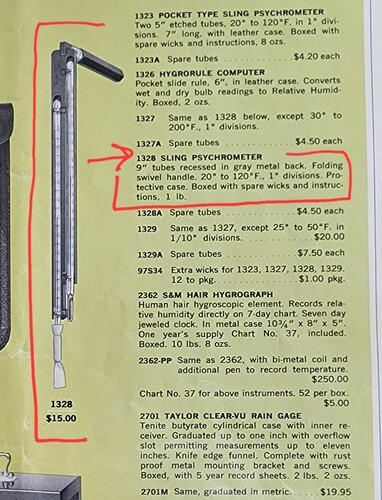 1323 POCKET TYPE SLING PSYCHROMETER
Two 5" etched tubes, 20° to 120°F. in 1° divi-
sions. 7" long, with leather case. Boxed with
spare wicks and instructions, 8 ozs.
1323A Spare tubes $4.20 each
1326 HYGRORULE COMPUTER
Pocket slide rule, 6", in leather case. Converts
wet and dry bulb readings to Relative Humid-
ity. Boxed, 2 ozs.
1327 Same as 1328 below, except 30° to
200°F., 1° divisions.
1327A Spare tubes $4.50 each
1328 SLING PSYCHROMETER
9" tubes recessed in gray metal back. Folding
swivel handle. 20° to 120°F., 1° divisions. Pro-
tective case. Boxed with spare wicks and instruc-
tions, 1 lb.
1328A Spare tubes $4.50 each
1329 Same as 1327, except 25° to 50°F. in
1/10° divisions. $20.00
1329A Spare tubes $7.50 each
97S34 Extra wicks for 1323, 1327, 1328, 1329.
12 to pkg. $1.00 pkg.
2362 S&M HAIR HYGROGRAPH
Human hair hygroscopic element. Records rela-
tive humidity directly on 7-day chart. Seven day
jeweled clock. In metal case 10¾" x 8" x 5".
One year's supply Chart No. 37, included.
Boxed. 10 lbs. 8 ozs.
2362-PP Same as 2362, with bi-metal coil and
additional pen to record temperature.
$250.00
Chart No. 37 for above instruments. 52 per box.
$5.00
2701 TAYLOR CLEAR-VU RAIN GAGE
Tenite butyrate cylindrical case with inner re-
ceiver. Graduated up to one inch with overflow
slot permitting measurements up to eleven
inches. Knife edge funnel. Complete with rust
proof metal mounting bracket and screws.
Boxed, with 5 year record sheets. 2 lbs. 2 ozs.
2701M Same, graduated in metric $19.95
1328
$15.00